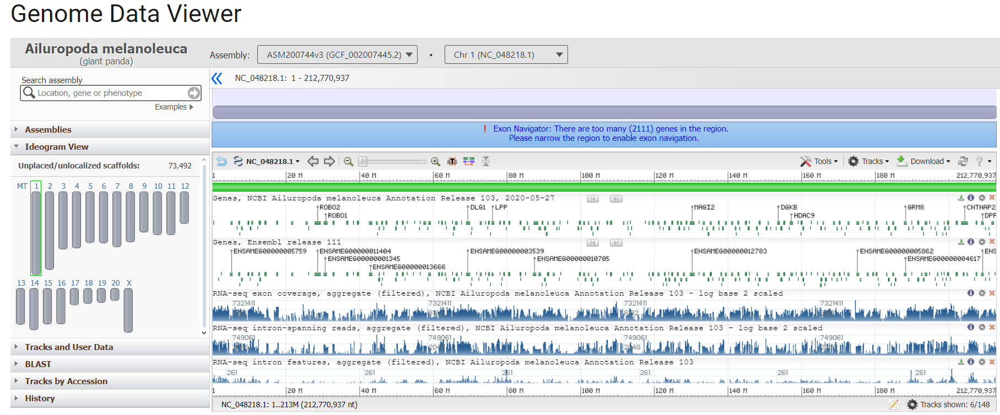 Genome Data Viewer
Ailuropoda melanoleuca
(giant panda)
Assembly: ASM200744v3 (GCF_002007445.2) · Chr 1 (NC_048218.1)
Search assembly
Location, gene or phenotype
Examples
NC_048218.1: 1 - 212,770,937
Assemblies
Ideogram View
Unplaced/unlocalized scaffolds: 73,492
MT 1 2 3 4 5 6 7 8 9 10 11 12
13 14 15 16 17 18 19 20 X
Tracks and User Data
BLAST
Tracks by Accession
History
! Exon Navigator: There are too many (2111) genes in the region.
Please narrow the region to enable exon navigation.
NC_048218.1 ATG Tools Tracks Download ?
1 20 M 40 M 60 M 80 M 100 M 120 M 140 M 160 M 180 M 212,770,937
Genes, NCBI Ailuropoda melanoleuca Annotation Release 103, 2020-05-27
ROBO2 DLG1 LPP MAGI2 DGKB GRM8 CNTNAP2
ROBO1 HDAC9 DPP
Genes, Ensembl release 111
ENSAMEG00000005759 ENSAMEG00000011404 ENSAMEG00000003539 ENSAMEG00000012783 ENSAMEG00000005862 ENS
ENSAMEG00000001345 ENSAMEG00000010705 ENSAMEG00000004617
ENSAMEG00000013666
RNA-seq exon coverage, aggregate (filtered), NCBI Ailuropoda melanoleuca Annotation Release 103 - log base 2 scaled
7321411 7321411 7321411 7321411
8192
RNA-seq intron-spanning reads, aggregate (filtered), NCBI Ailuropoda melanoleuca Annotation Release 103 - log base 2 scaled
749061 749061 749061 749061
2048
RNA-seq intron features, aggregate (filtered), NCBI Ailuropoda melanoleuca Annotation Release 103
261 261 261 261 261 261
1 20 M 40 M 60 M 80 M 100 M 120 M 140 M 160 M 180 M 212,770,937
NC_048218.1: 1..213M (212,770,937 nt)
Tracks shown: 6/148